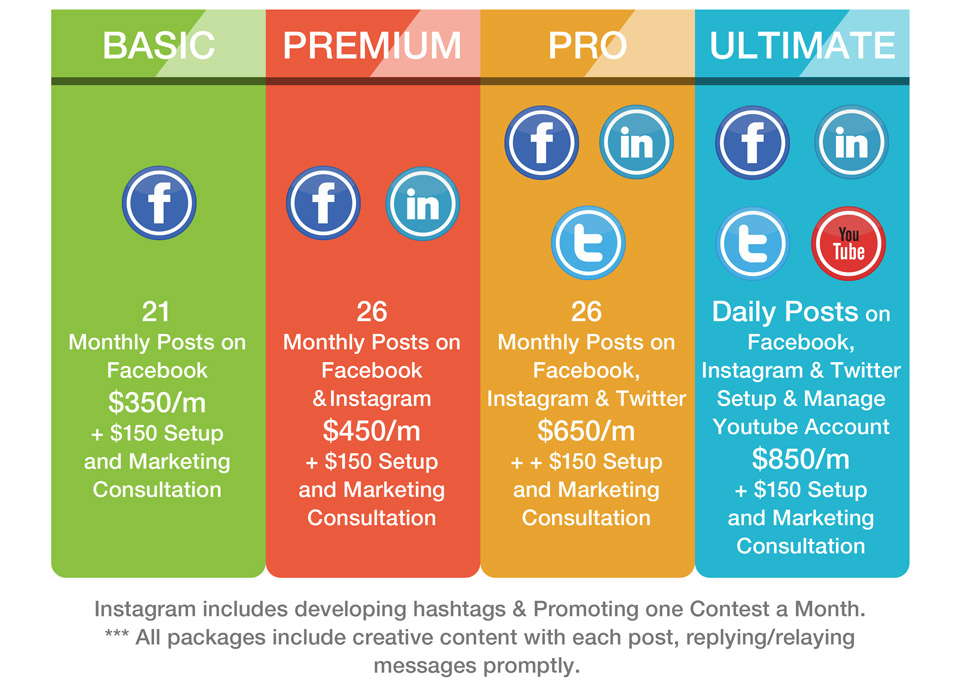 BASIC
PREMIUM
PRO
ULTIMATE
f
f
in
f
in
t
f
in
t
You
Tube
21
Monthly Posts on
Facebook
$350/m
+ $150 Setup
and Marketing
Consultation
26
Monthly Posts on
Facebook
&Instagram
$450/m
+ $150 Setup
and Marketing
Consultation
26
Monthly Posts on
Facebook,
Instagram & Twitter
$650/m
+ + $150 Setup
and Marketing
Consultation
Daily Posts on
Facebook,
Instagram & Twitter
Setup & Manage
Youtube Account
$850/m
+ $150 Setup
and Marketing
Consultation
Instagram includes developing hashtags & Promoting one Contest a Month.
*** All packages include creative content with each post, replying/relaying
messages promptly.